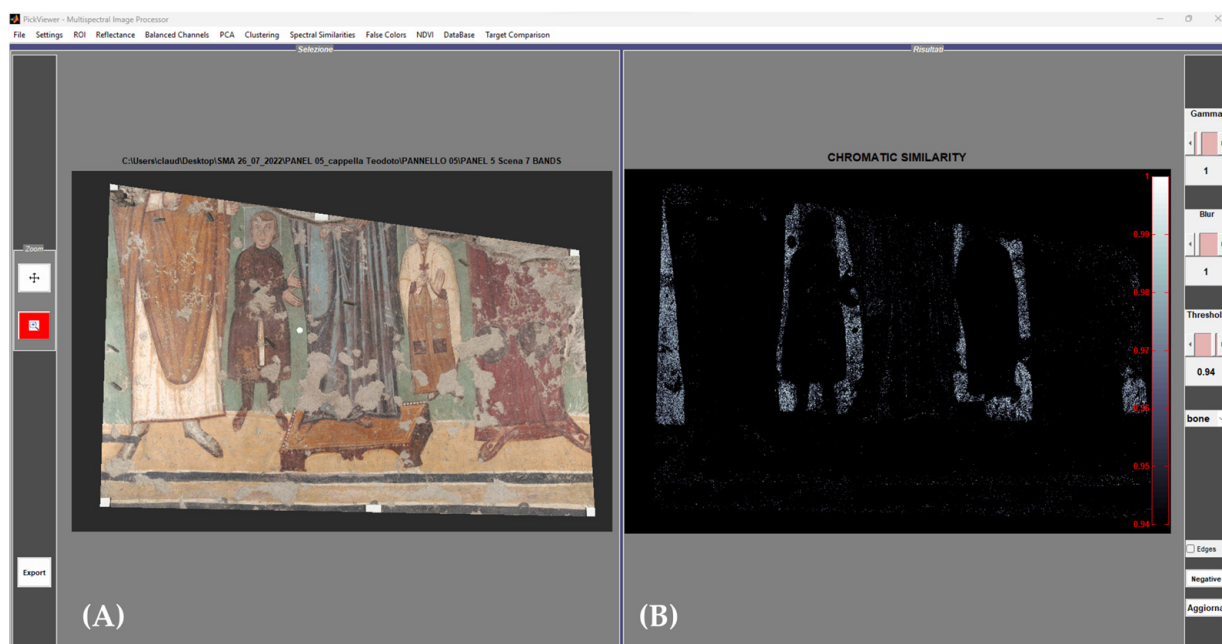 PickViewer - Multispectral Image Processor
File Settings ROI Reflectance Balanced Channels PCA Clustering Spectral Similarities False Colors NDVI DataBase Target Comparison
Selezione
Risultati
C:\Users\claud\Desktop\SMA 26_07_2022\PANEL 05_cappella Teodoto\PANNELLO 05\PANEL 5 Scena 7 BANDS
Zoom
Export
(A)
CHROMATIC SIMILARITY
1
0.99
0.98
0.97
0.96
0.95
0.94
(B)
Gamma
1
Blur
1
Threshol
0.94
bone
Edges
Negative
Aggiorna